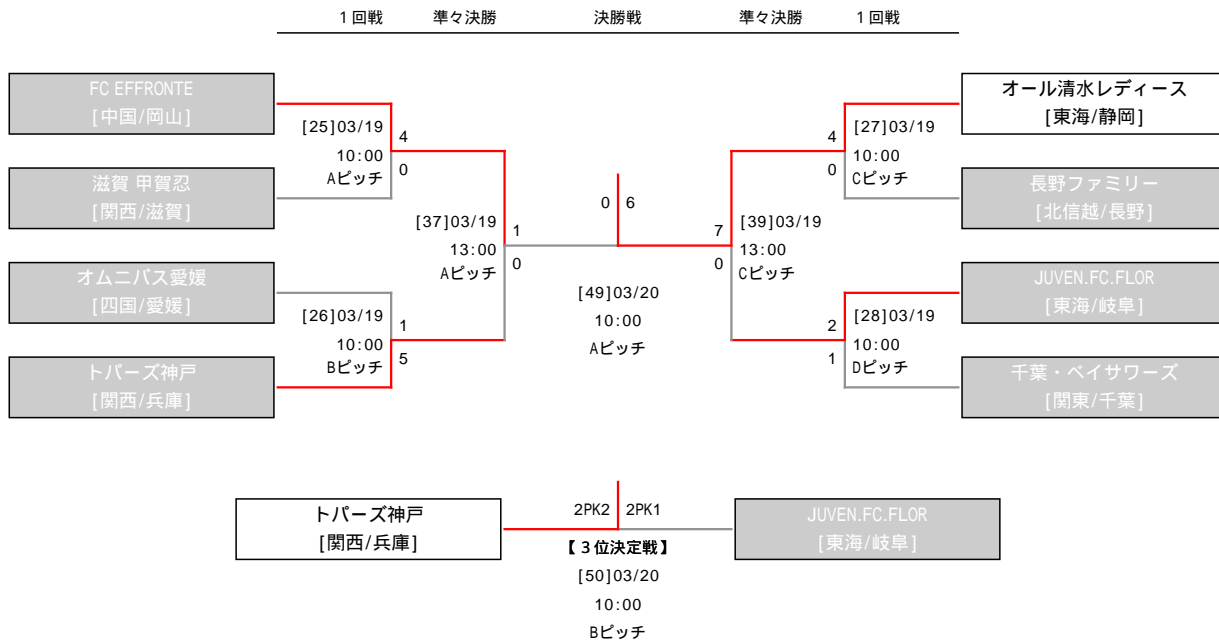 1回戦 準々決勝 決勝戦 準々決勝 1回戦
FC EFFRONTE
[中国/岡山]
滋賀 甲賀忍
[関西/滋賀]
オムニバス愛媛
[四国/愛媛]
トパーズ神戸
[関西/兵庫]
[25]03/19
10:00
Aピッチ
4
0
[26]03/19
10:00
Bピッチ
1
5
[37]03/19
13:00
Aピッチ
1
0
0 6
[49]03/20
10:00
Aピッチ
7
0
[39]03/19
13:00
Cピッチ
4
0
[27]03/19
10:00
Cピッチ
2
1
[28]03/19
10:00
Dピッチ
オール清水レディース
[東海/静岡]
長野ファミリー
[北信越/長野]
JUVEN.FC.FLOR
[東海/岐阜]
千葉・ベイサワーズ
[関東/千葉]
トパーズ神戸
[関西/兵庫]
2PK2 2PK1
【3位決定戦】
[50]03/20
10:00
Bピッチ
JUVEN.FC.FLOR
[東海/岐阜]